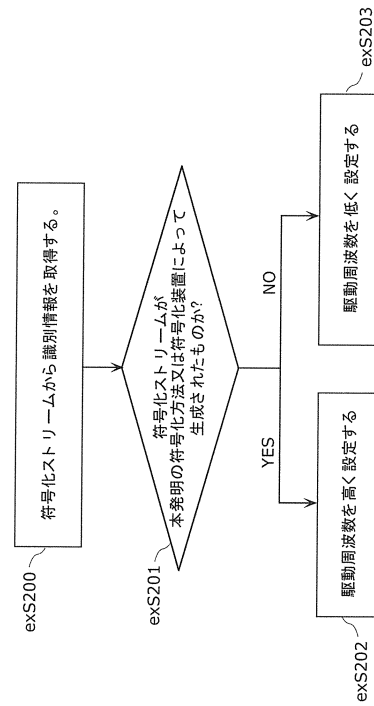 exS200
符号化ストリームから識別情報を取得する。
exS201
符号化ストリームが
本発明の符号化方法又は符号化装置によって
生成されたものか?
YES
NO
exS202
駆動周波数を高く設定する
exS203
駆動周波数を低く設定する